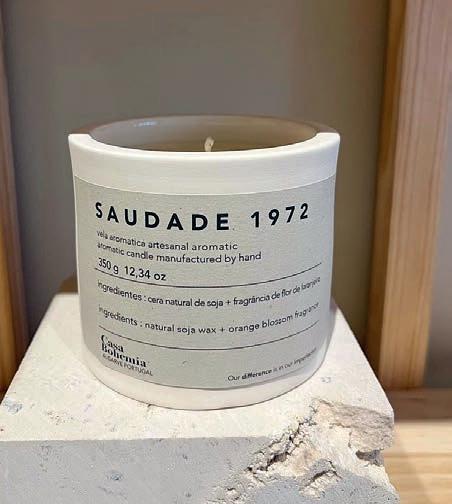 SAUDADE 1972
vela aromática artesanal aromatic
aromatic candle manufactured by hand
350 g 12,34 oz
ingredientes : cera natural de soja + fragrância de flor de laranjeira
ingredients : natural soja wax + orange blossom fragrance
Casa
Bohemia
ALGARVE PORTUGAL
Our difference is in our